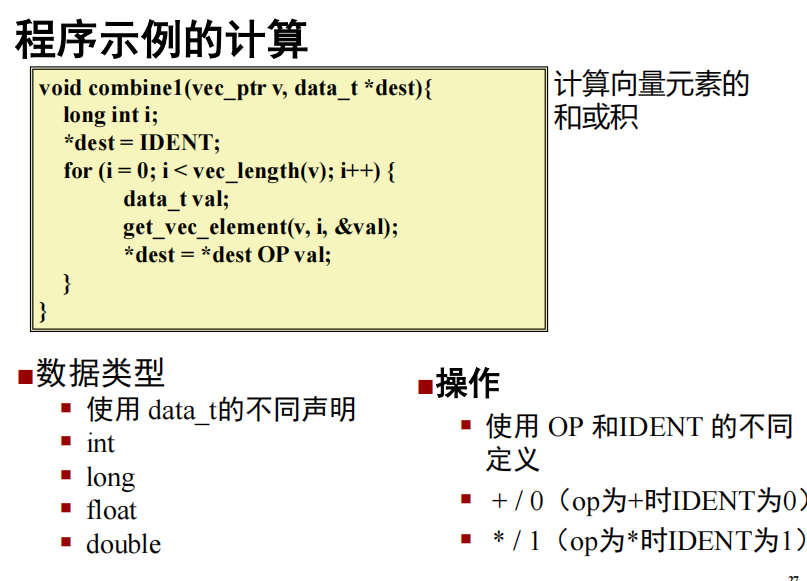 程序示例的计算
void combine1(vec_ptr v, data_t *dest){
long int i;
*dest = IDENT;
for (i = 0; i < vec_length(v); i++) {
data_t val;
get_vec_element(v, i, &val);
*dest = *dest OP val;
}
}
计算向量元素的
和或积
■数据类型
▪ 使用 data_t的不同声明
▪ int
▪ long
▪ float
▪ double
■操作
▪ 使用 OP 和IDENT 的不同
定义
▪ + / 0（op为+时IDENT为0）
▪ * / 1（op为*时IDENT为1）